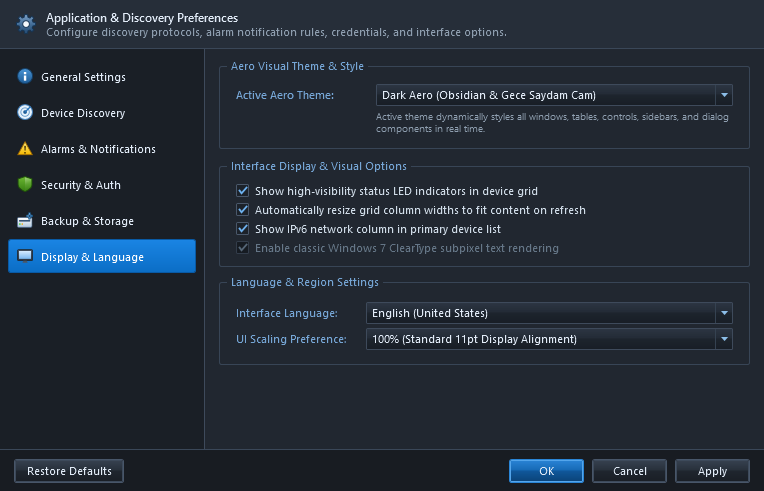 Application & Discovery Preferences
Configure discovery protocols, alarm notification rules, credentials, and interface options.
General Settings
Device Discovery
Alarms & Notifications
Security & Auth
Backup & Storage
Display & Language
Aero Visual Theme & Style
Active Aero Theme:
Dark Aero (Obsidian & Gece Saydam Cam)
Active theme dynamically styles all windows, tables, controls, sidebars, and dialog
components in real time.
Interface Display & Visual Options
Show high-visibility status LED indicators in device grid
Automatically resize grid column widths to fit content on refresh
Show IPv6 network column in primary device list
Enable classic Windows 7 ClearType subpixel text rendering
Language & Region Settings
Interface Language:
English (United States)
UI Scaling Preference:
100% (Standard 11pt Display Alignment)
Restore Defaults
OK
Cancel
Apply